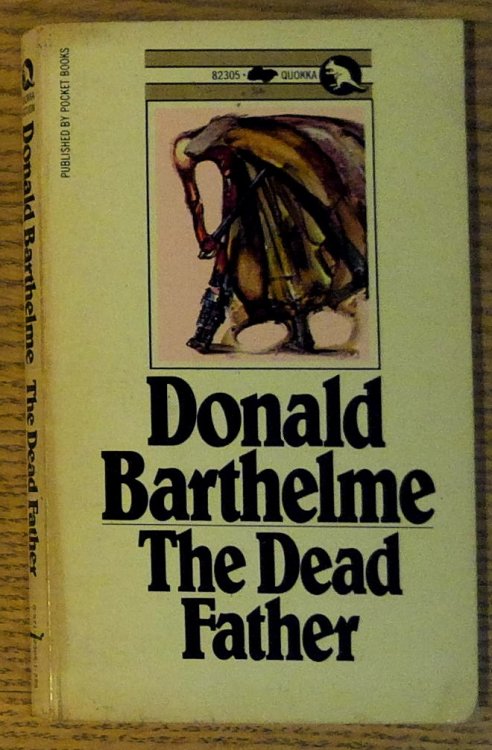 82305 • QUOKKA
PUBLISHED BY POCKET BOOKS
Donald
Barthelme
The Dead
Father
Donald Barthelme The Dead Father